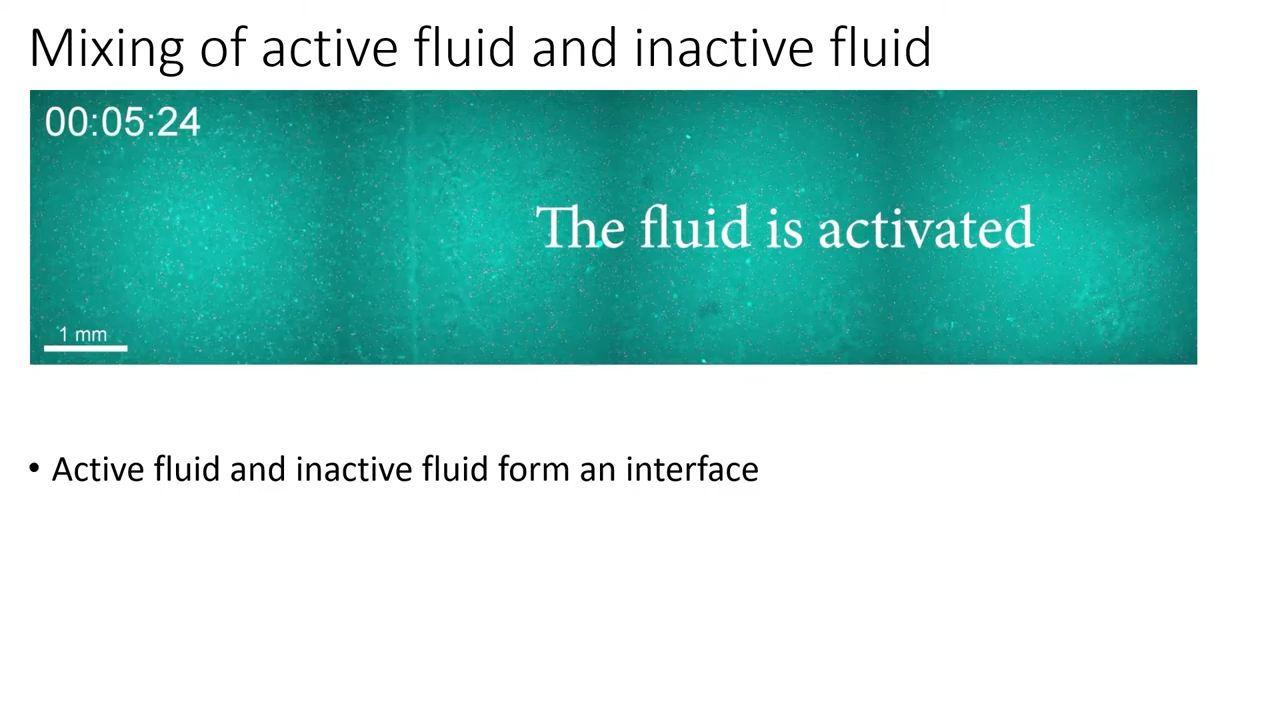 Mixing of active fluid and inactive fluid
00:05:24
The fluid is activated
1 mm
• Active fluid and inactive fluid form an interface